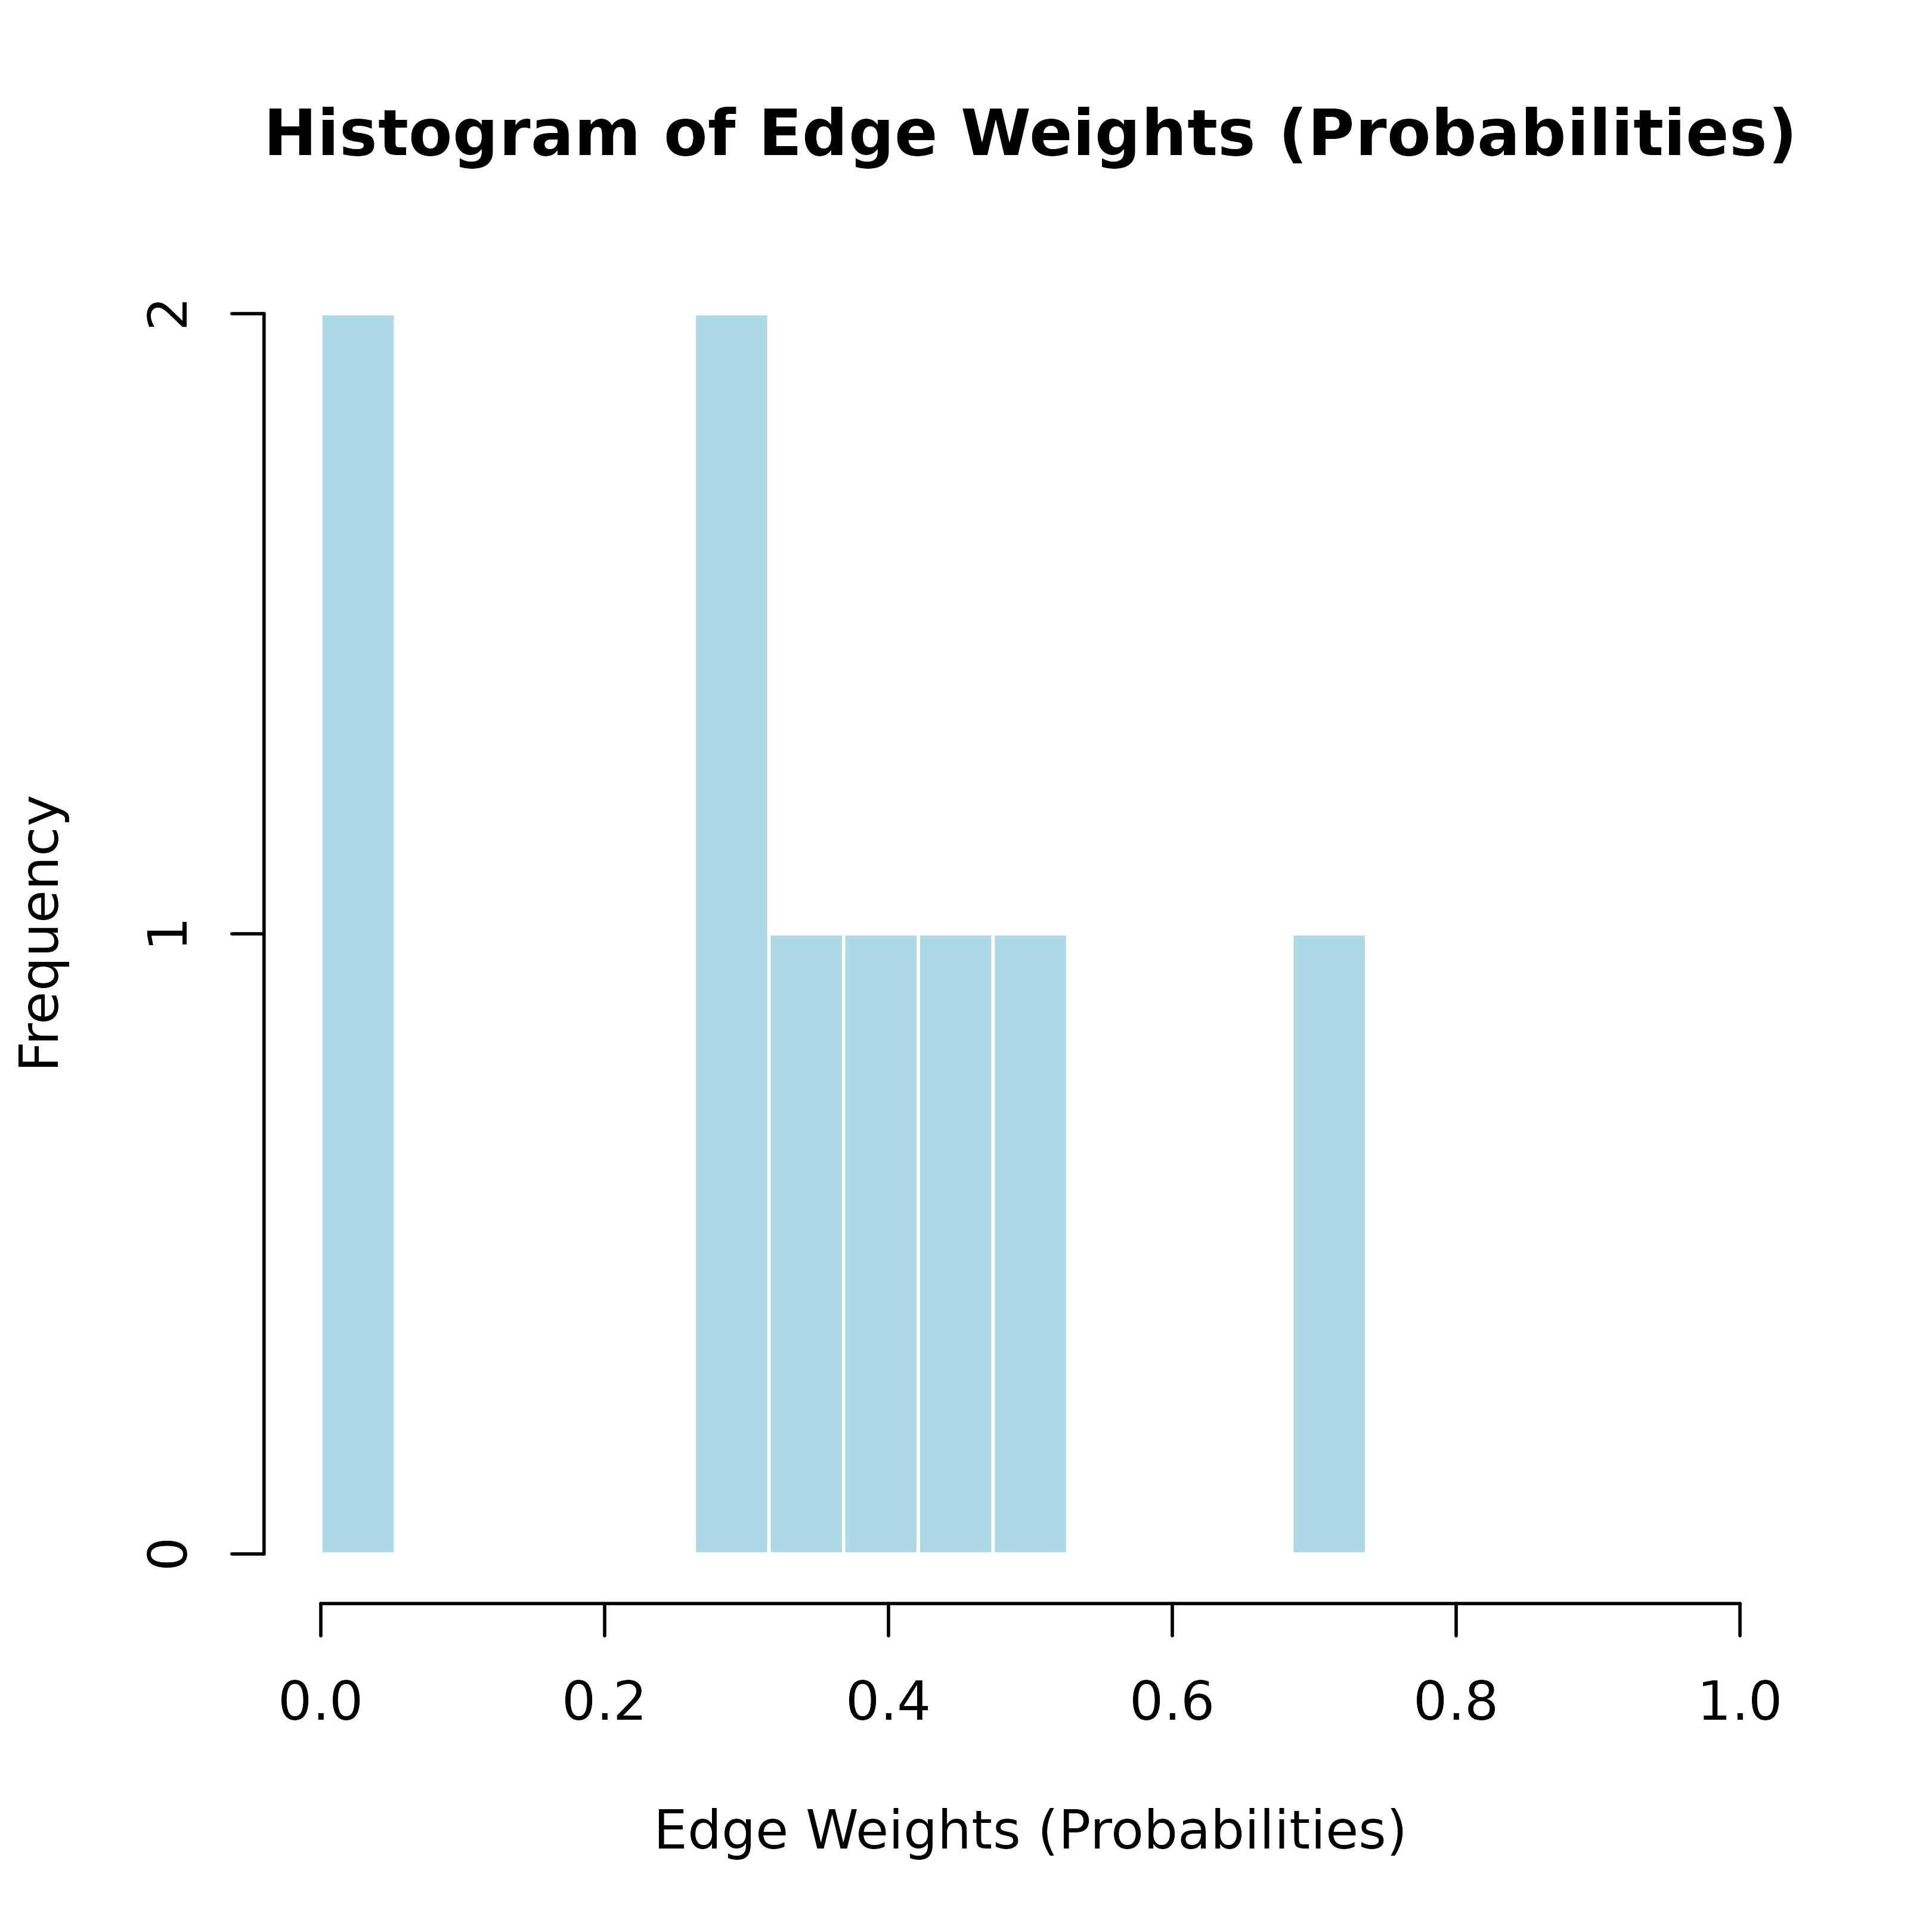 Histogram of Edge Weights (Probabilities)
Frequency
2
1
0
0.0 0.2 0.4 0.6 0.8 1.0
Edge Weights (Probabilities)